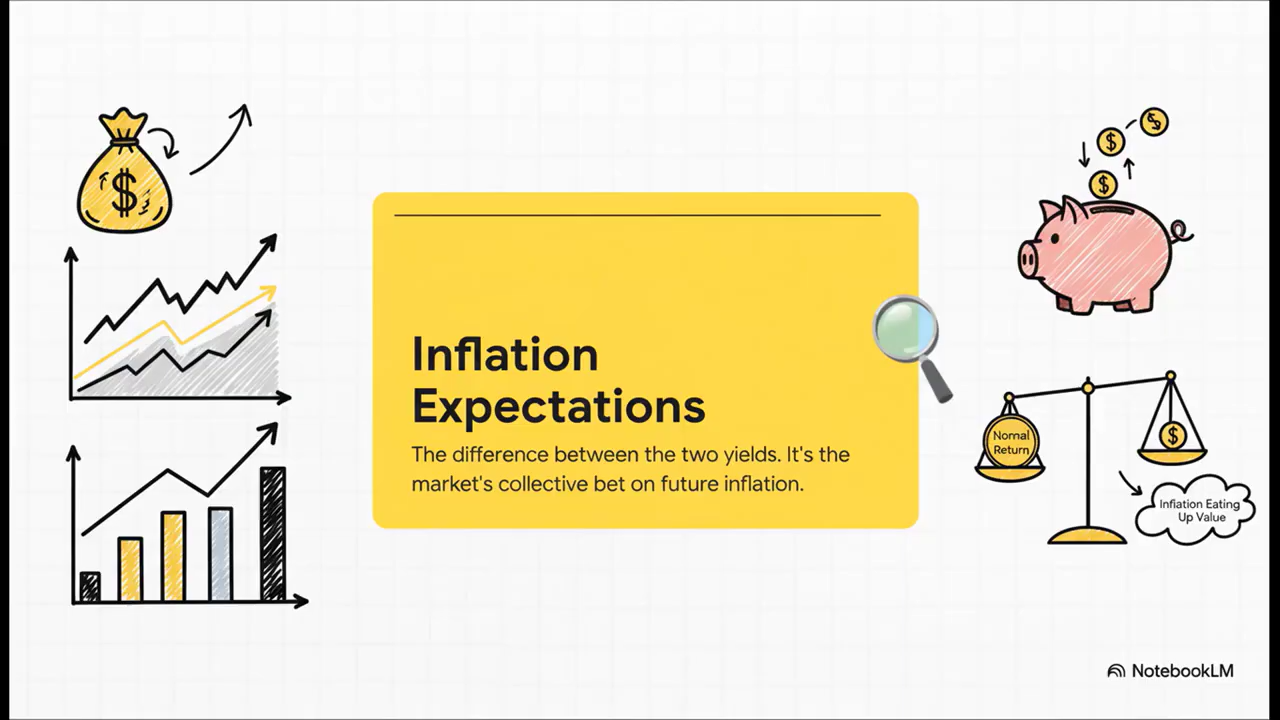 $
$
$
$
Inflation
Expectations
The difference between the two yields. It's the
market's collective bet on future inflation.
Nornal
Return
$
Inflation Eating
Up Value
NotebookLM